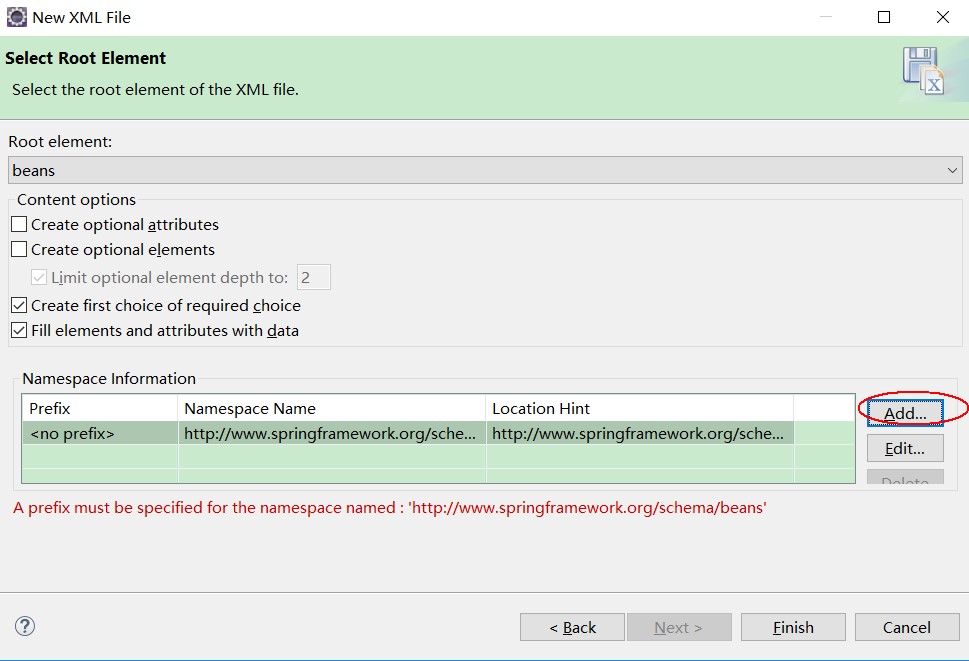 New XML File
Select Root Element
Select the root element of the XML file.
Root element:
beans
Content options
Create optional attributes
Create optional elements
Limit optional element depth to: 2
Create first choice of required choice
Fill elements and attributes with data
Namespace Information
Prefix Namespace Name Location Hint
<no prefix> http://www.springframework.org/sche... http://www.springframework.org/sche...
Add...
Edit...
Delete
A prefix must be specified for the namespace named : 'http://www.springframework.org/schema/beans'
? < Back Next > Finish Cancel